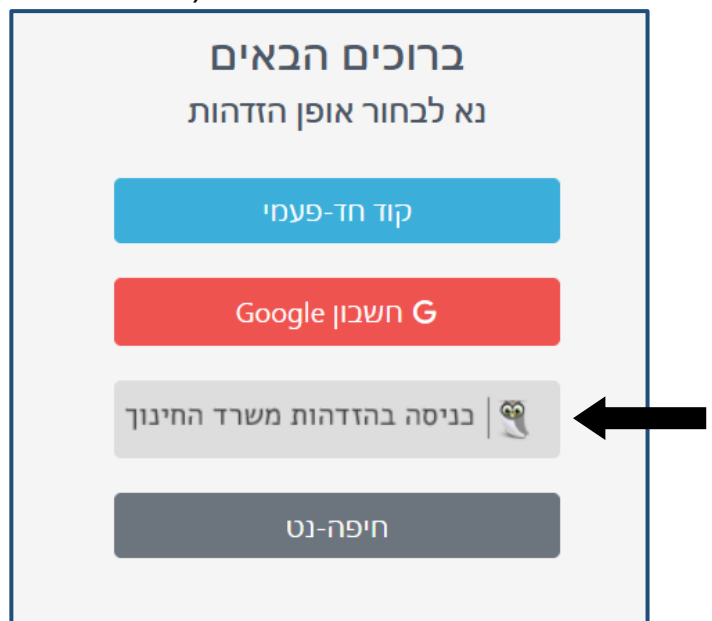 ברוכים הבאים
נא לבחור אופן הזדהות
קוד חד-פעמי
חשבון Google
כניסה בהזדהות משרד החינוך
חיפה-נט